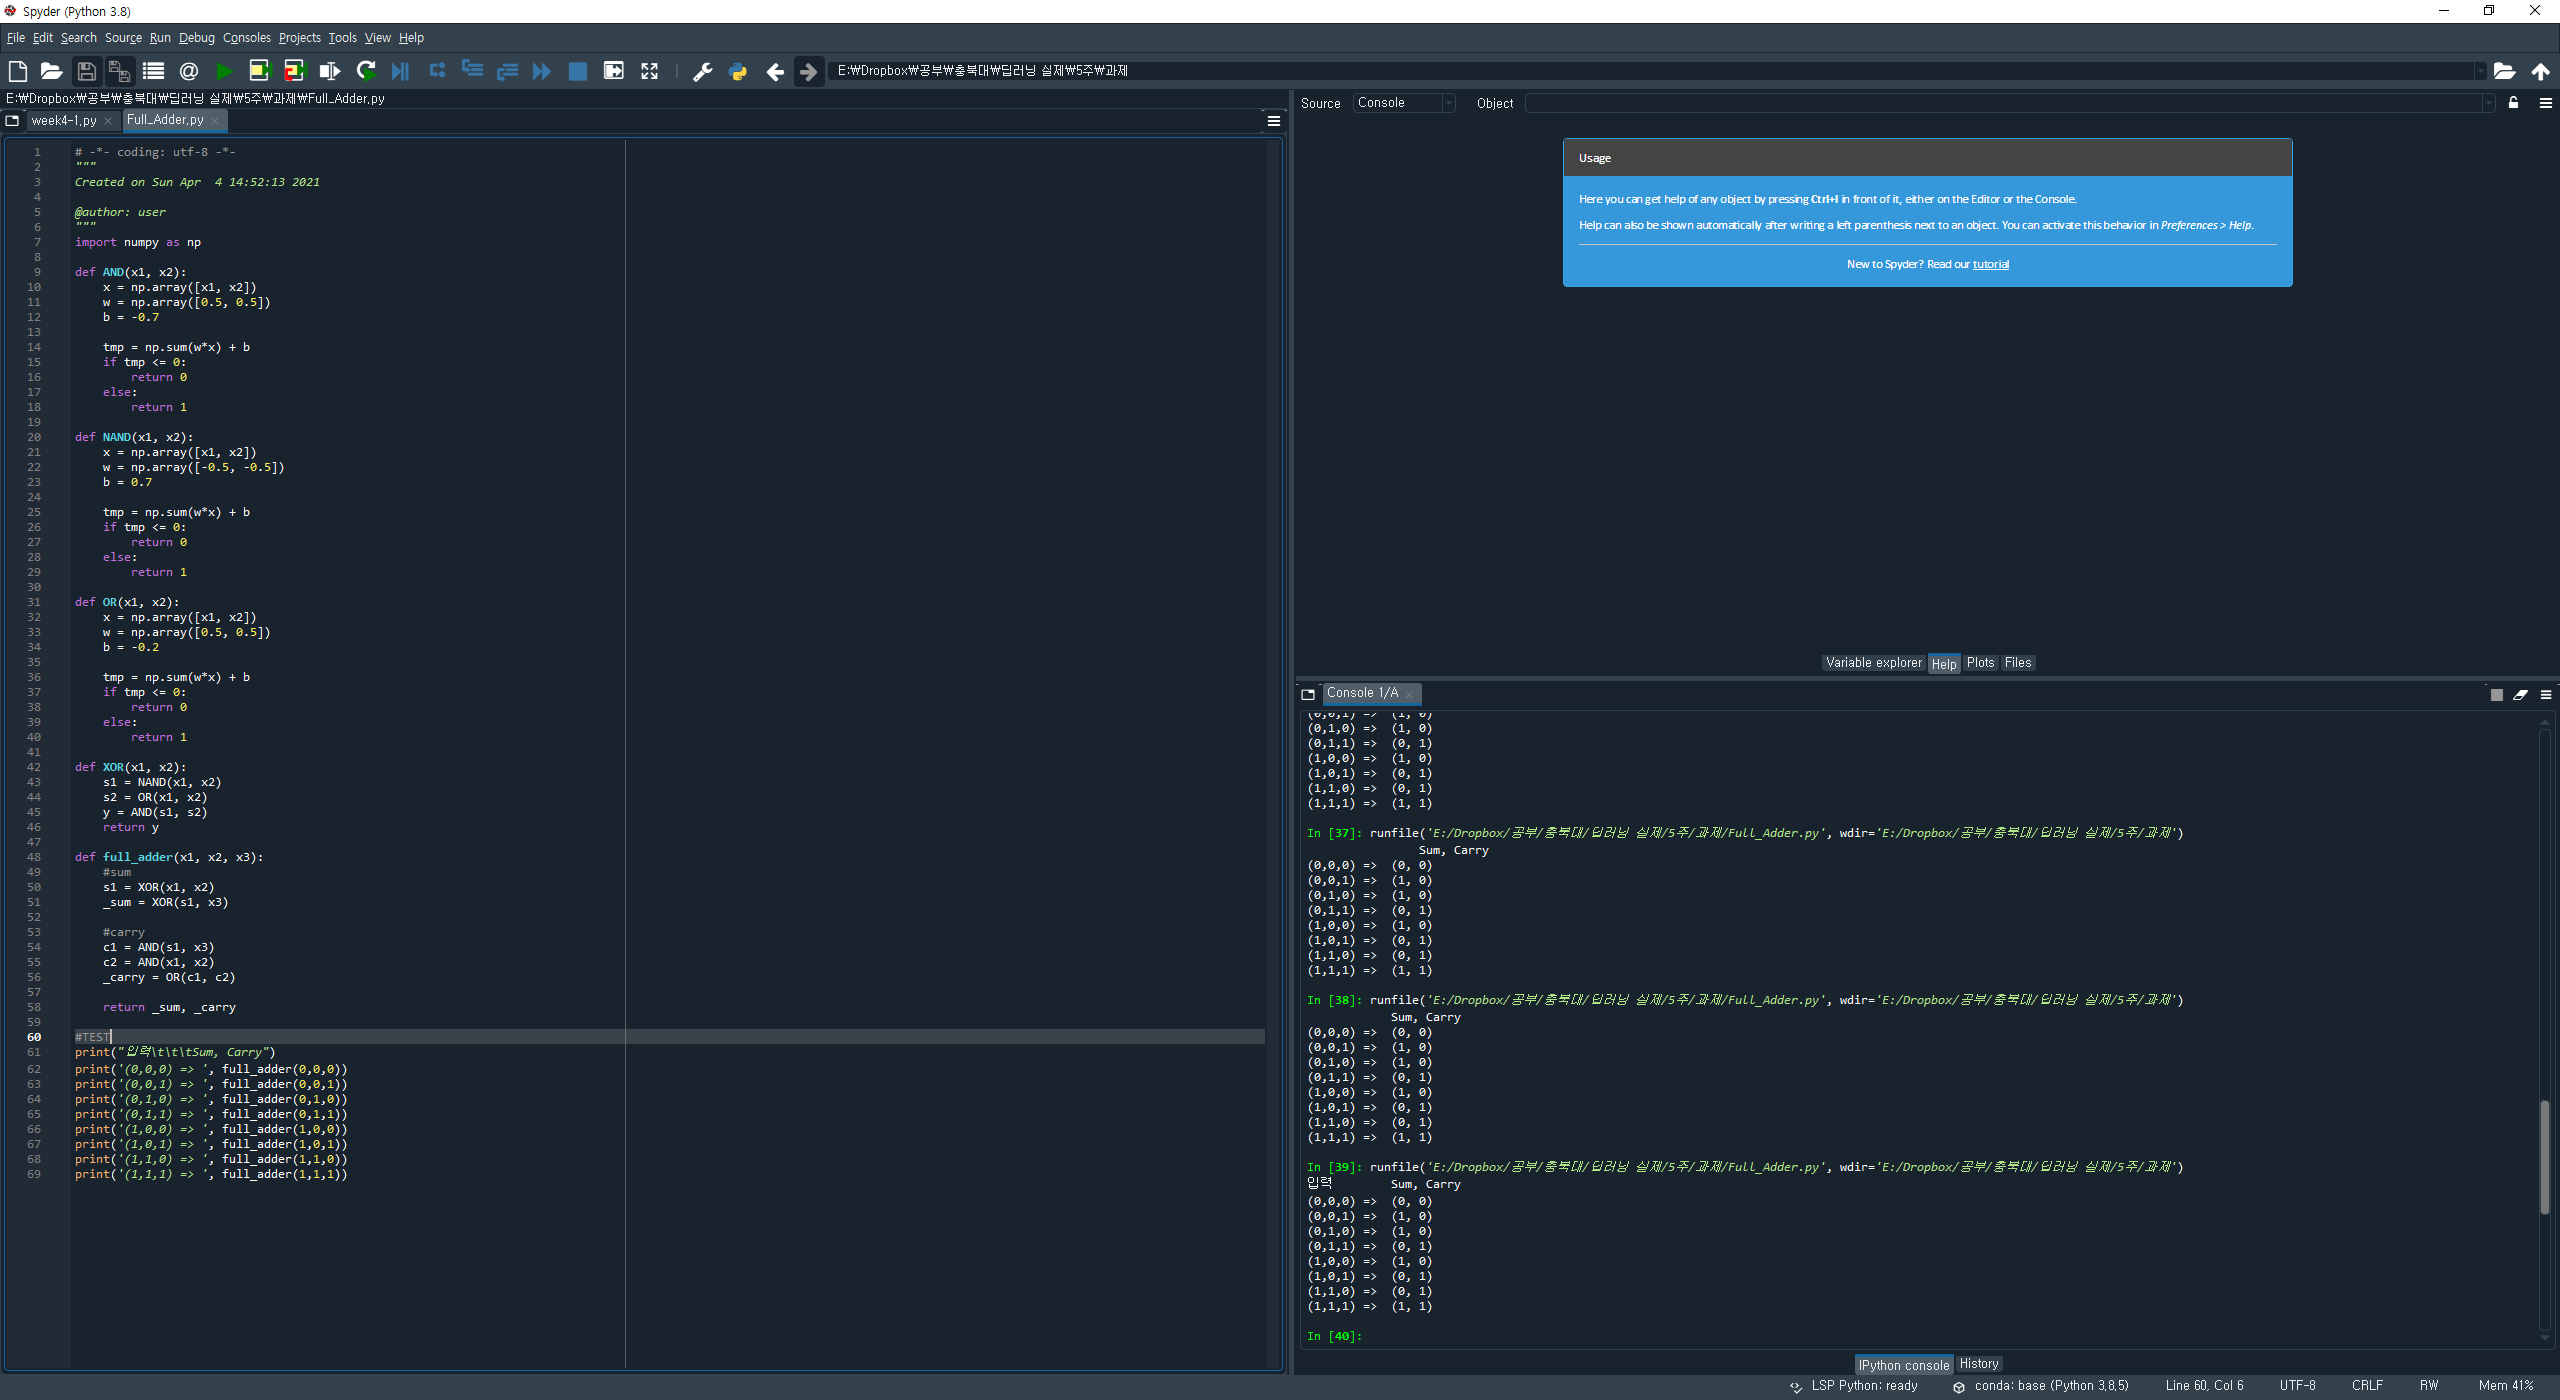 Spyder (Python 3.8)
File Edit Search Source Run Debug Consoles Projects Tools View Help
E:₩Dropbox₩공부₩충북대₩딥러닝 실제₩5주₩과제
E:₩Dropbox₩공부₩충북대₩딥러닝 실제₩5주₩과제₩Full_Adder.py
week4-1.py Full_Adder.py
1 # -*- coding: utf-8 -*-
2 """
3 Created on Sun Apr  4 14:52:13 2021
4
5 @author: user
6 """
7 import numpy as np
8
9 def AND(x1, x2):
10     x = np.array([x1, x2])
11     w = np.array([0.5, 0.5])
12     b = -0.7
13
14     tmp = np.sum(w*x) + b
15     if tmp <= 0:
16         return 0
17     else:
18         return 1
19
20 def NAND(x1, x2):
21     x = np.array([x1, x2])
22     w = np.array([-0.5, -0.5])
23     b = 0.7
24
25     tmp = np.sum(w*x) + b
26     if tmp <= 0:
27         return 0
28     else:
29         return 1
30
31 def OR(x1, x2):
32     x = np.array([x1, x2])
33     w = np.array([0.5, 0.5])
34     b = -0.2
35
36     tmp = np.sum(w*x) + b
37     if tmp <= 0:
38         return 0
39     else:
40         return 1
41
42 def XOR(x1, x2):
43     s1 = NAND(x1, x2)
44     s2 = OR(x1, x2)
45     y = AND(s1, s2)
46     return y
47
48 def full_adder(x1, x2, x3):
49     #sum
50     s1 = XOR(x1, x2)
51     _sum = XOR(s1, x3)
52
53     #carry
54     c1 = AND(s1, x3)
55     c2 = AND(x1, x2)
56     _carry = OR(c1, c2)
57
58     return _sum, _carry
59
60 #TEST
61 print("입력\t\t\tSum, Carry")
62 print('(0,0,0) => ', full_adder(0,0,0))
63 print('(0,0,1) => ', full_adder(0,0,1))
64 print('(0,1,0) => ', full_adder(0,1,0))
65 print('(0,1,1) => ', full_adder(0,1,1))
66 print('(1,0,0) => ', full_adder(1,0,0))
67 print('(1,0,1) => ', full_adder(1,0,1))
68 print('(1,1,0) => ', full_adder(1,1,0))
69 print('(1,1,1) => ', full_adder(1,1,1))
Source Console Object
Usage
Here you can get help of any object by pressing Ctrl+I in front of it, either on the Editor or the Console.
Help can also be shown automatically after writing a left parenthesis next to an object. You can activate this behavior in Preferences > Help.
New to Spyder? Read our tutorial
Variable explorer Help Plots Files
Console 1/A
(0,0,1) =>  (1, 0)
(0,1,0) =>  (1, 0)
(0,1,1) =>  (0, 1)
(1,0,0) =>  (1, 0)
(1,0,1) =>  (0, 1)
(1,1,0) =>  (0, 1)
(1,1,1) =>  (1, 1)
In [37]: runfile('E:/Dropbox/공부/충북대/딥러닝 실제/5주/과제/Full_Adder.py', wdir='E:/Dropbox/공부/충북대/딥러닝 실제/5주/과제')
Sum, Carry
(0,0,0) =>  (0, 0)
(0,0,1) =>  (1, 0)
(0,1,0) =>  (1, 0)
(0,1,1) =>  (0, 1)
(1,0,0) =>  (1, 0)
(1,0,1) =>  (0, 1)
(1,1,0) =>  (0, 1)
(1,1,1) =>  (1, 1)
In [38]: runfile('E:/Dropbox/공부/충북대/딥러닝 실제/5주/과제/Full_Adder.py', wdir='E:/Dropbox/공부/충북대/딥러닝 실제/5주/과제')
Sum, Carry
(0,0,0) =>  (0, 0)
(0,0,1) =>  (1, 0)
(0,1,0) =>  (1, 0)
(0,1,1) =>  (0, 1)
(1,0,0) =>  (1, 0)
(1,0,1) =>  (0, 1)
(1,1,0) =>  (0, 1)
(1,1,1) =>  (1, 1)
In [39]: runfile('E:/Dropbox/공부/충북대/딥러닝 실제/5주/과제/Full_Adder.py', wdir='E:/Dropbox/공부/충북대/딥러닝 실제/5주/과제')
입력 Sum, Carry
(0,0,0) =>  (0, 0)
(0,0,1) =>  (1, 0)
(0,1,0) =>  (1, 0)
(0,1,1) =>  (0, 1)
(1,0,0) =>  (1, 0)
(1,0,1) =>  (0, 1)
(1,1,0) =>  (0, 1)
(1,1,1) =>  (1, 1)
In [40]:
IPython console History
LSP Python: ready conda: base (Python 3.8.5) Line 60, Col 6 UTF-8 CRLF RW Mem 41%